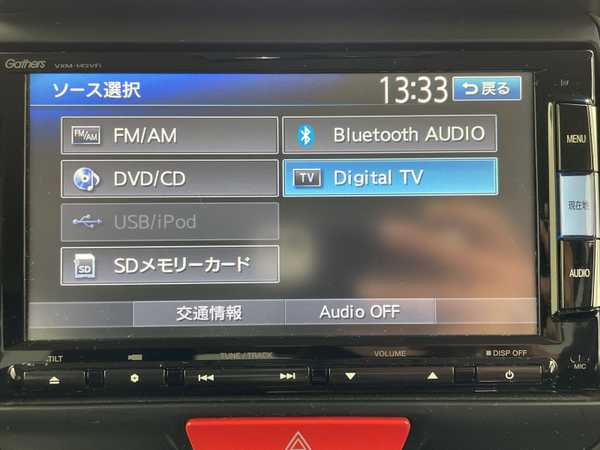 Gathers
ソース選択
13:33
戻る
FM/AM
FM/AM
Bluetooth AUDIO
DVD/CD
TV
Digital TV
USB/iPod
SD
SDメモリーカード
交通情報
Audio OFF
MENU
現在地
AUDIO
TILT
TUNE / TRACK
VOLUME
DISP OFF
MIC